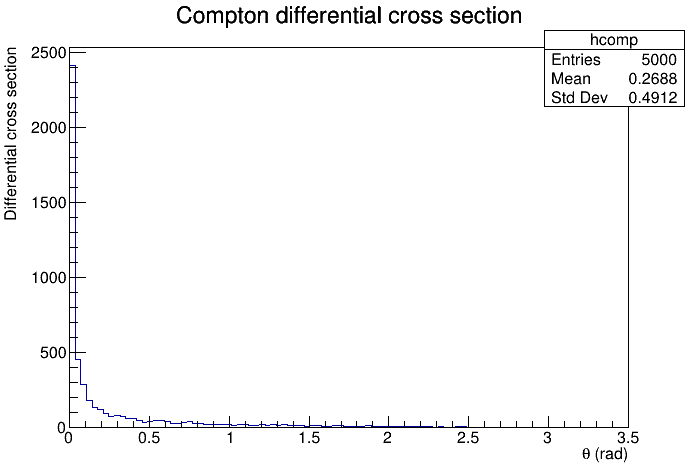 Compton differential cross section
hcomp
Entries 5000
Mean 0.2688
Std Dev 0.4912
Differential cross section
2500
2000
1500
1000
500
0
0 0.5 1 1.5 2 2.5 3 3.5
θ (rad)